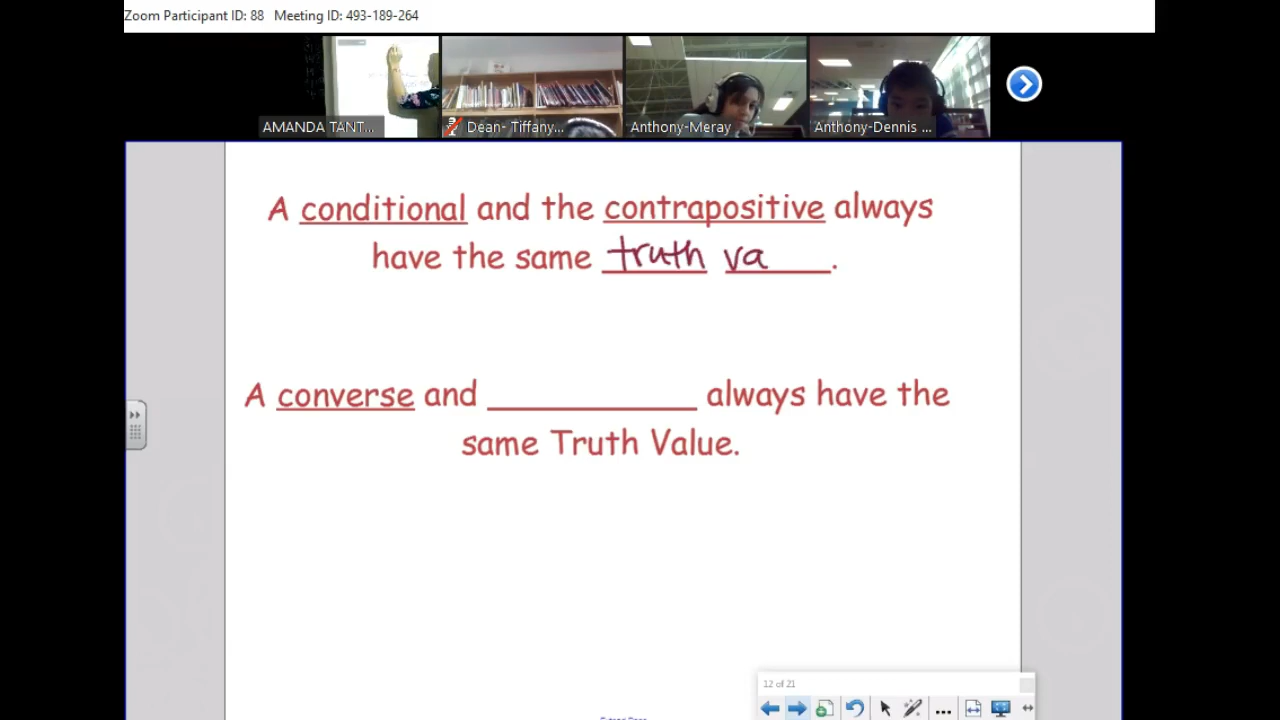 Zoom Participant ID: 88 Meeting ID: 493-189-264
AMANDA TANT...
Dean- Tiffany...
Anthony-Meray
Anthony-Dennis ...
A conditional and the contrapositive always
have the same truth va.
A converse and __________ always have the
same Truth Value.
12 of 21